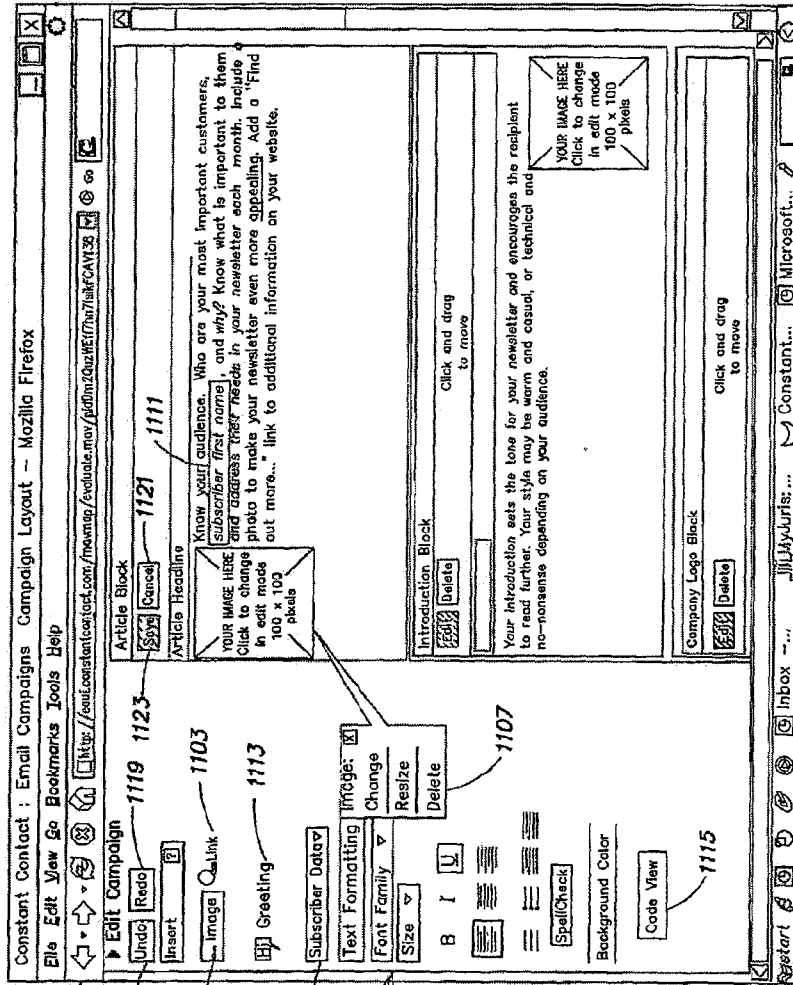 Constant Contact : Email Campaigns Campaign Layout – Mozilla Firefox
File Edit View Go Bookmarks Tools Help
Edit Campaign
Undo Redo
1119
Insert ?
Image Link
1103
Hi Greeting
1113
Subscriber Data
Text Formatting
Font Family
Size
B I U
SpellCheck
Background Color
Code View
1115
Image: X
Change
Resize
Delete
1107
Article Block
Save Cancel
1123
1121
Article Headline
1111
YOUR IMAGE HERE
Click to change
in edit mode
100 x 100
pixels
Know your audience. Who are your most important customers,
subscriber first name, and why? Know what is important to them
and address their needs in your newsletter each month. Include a
photo to make your newsletter even more appealing. Add a "Find
out more..." link to additional information on your website.
Introduction Block
Edit Delete
Click and drag
to move
Your Introduction sets the tone for your newsletter and encourages the recipient
to read further. Your style may be warm and casual, or technical and
no-nonsense depending on your audience.
YOUR IMAGE HERE
Click to change
in edit mode
100 x 100
pixels
Company Logo Block
Edit Delete
Click and drag
to move
start
Inbox –...
MyJuris:...
Constant...
Microsoft...